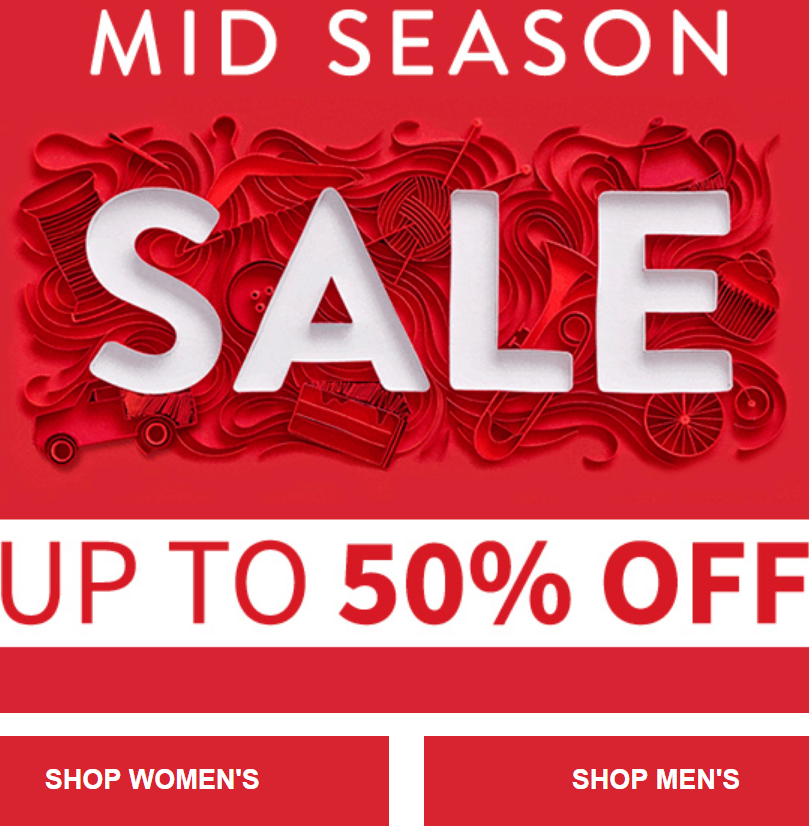 MID SEASON
SALE
UP TO 50% OFF
SHOP WOMEN'S
SHOP MEN'S